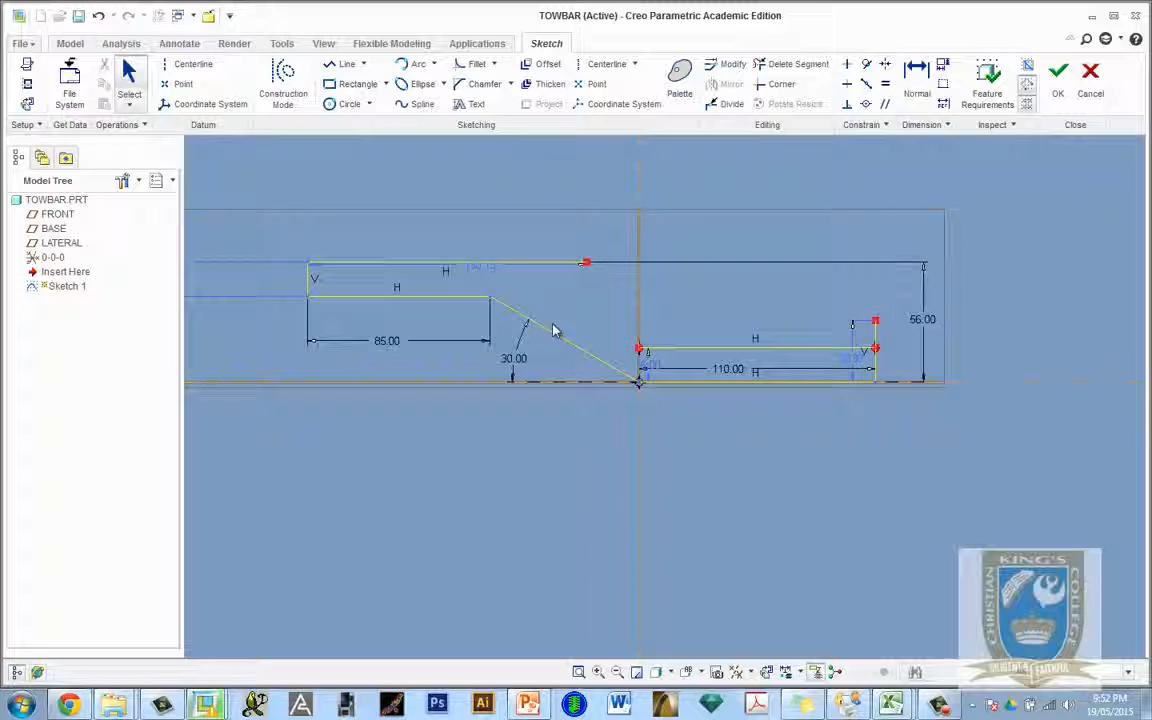 TOWBAR (Active) - Creo Parametric Academic Edition
File Model Analysis Annotate Render Tools View Flexible Modeling Applications Sketch
Centerline Line Arc Fillet Offset Centerline Modify Delete Segment
Point Rectangle Ellipse Chamfer Thicken Point Mirror Corner
Coordinate System Circle Spline Text Project Coordinate System Divide Rotate Resize
File System Select Construction Mode Palette Normal Feature Requirements OK Cancel
Setup Get Data Operations Datum Sketching Editing Constrain Dimension Inspect Close
Model Tree
TOWBAR.PRT
FRONT
BASE
LATERAL
0-0-0
Insert Here
Sketch 1
H
V
H
56.00
H
85.00
30.00
V
110.00
H
KING'S
CHRISTIAN
COLLEGE
9:52 PM
19/05/2015